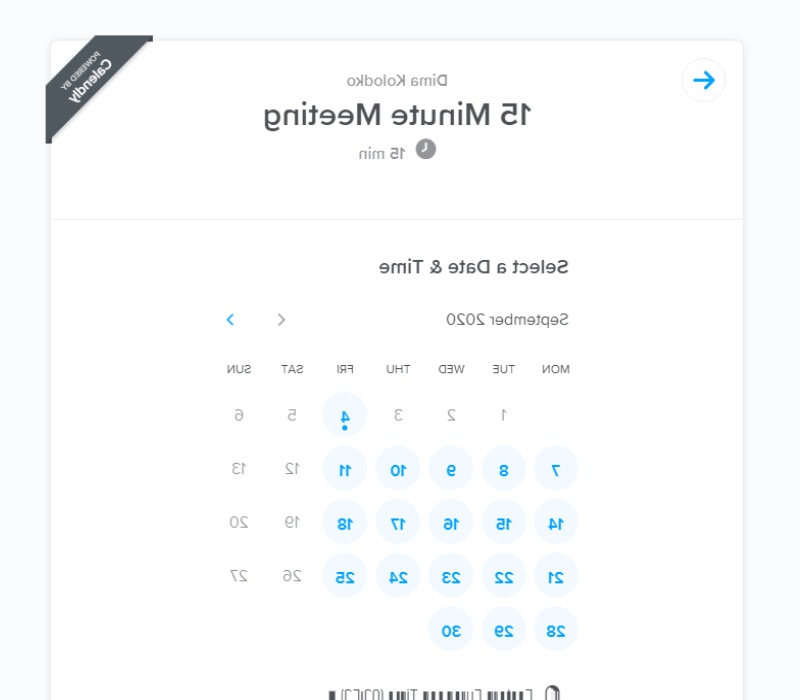 POWERED BY
Calendly
Dima Kolodko
15 Minute Meeting
15 min
Select a Date & Time
September 2020
MON TUE WED THU FRI SAT SUN
1 2 3 4 5 6
7 8 9 10 11 12 13
14 15 16 17 18 19 20
21 22 23 24 25 26 27
28 29 30